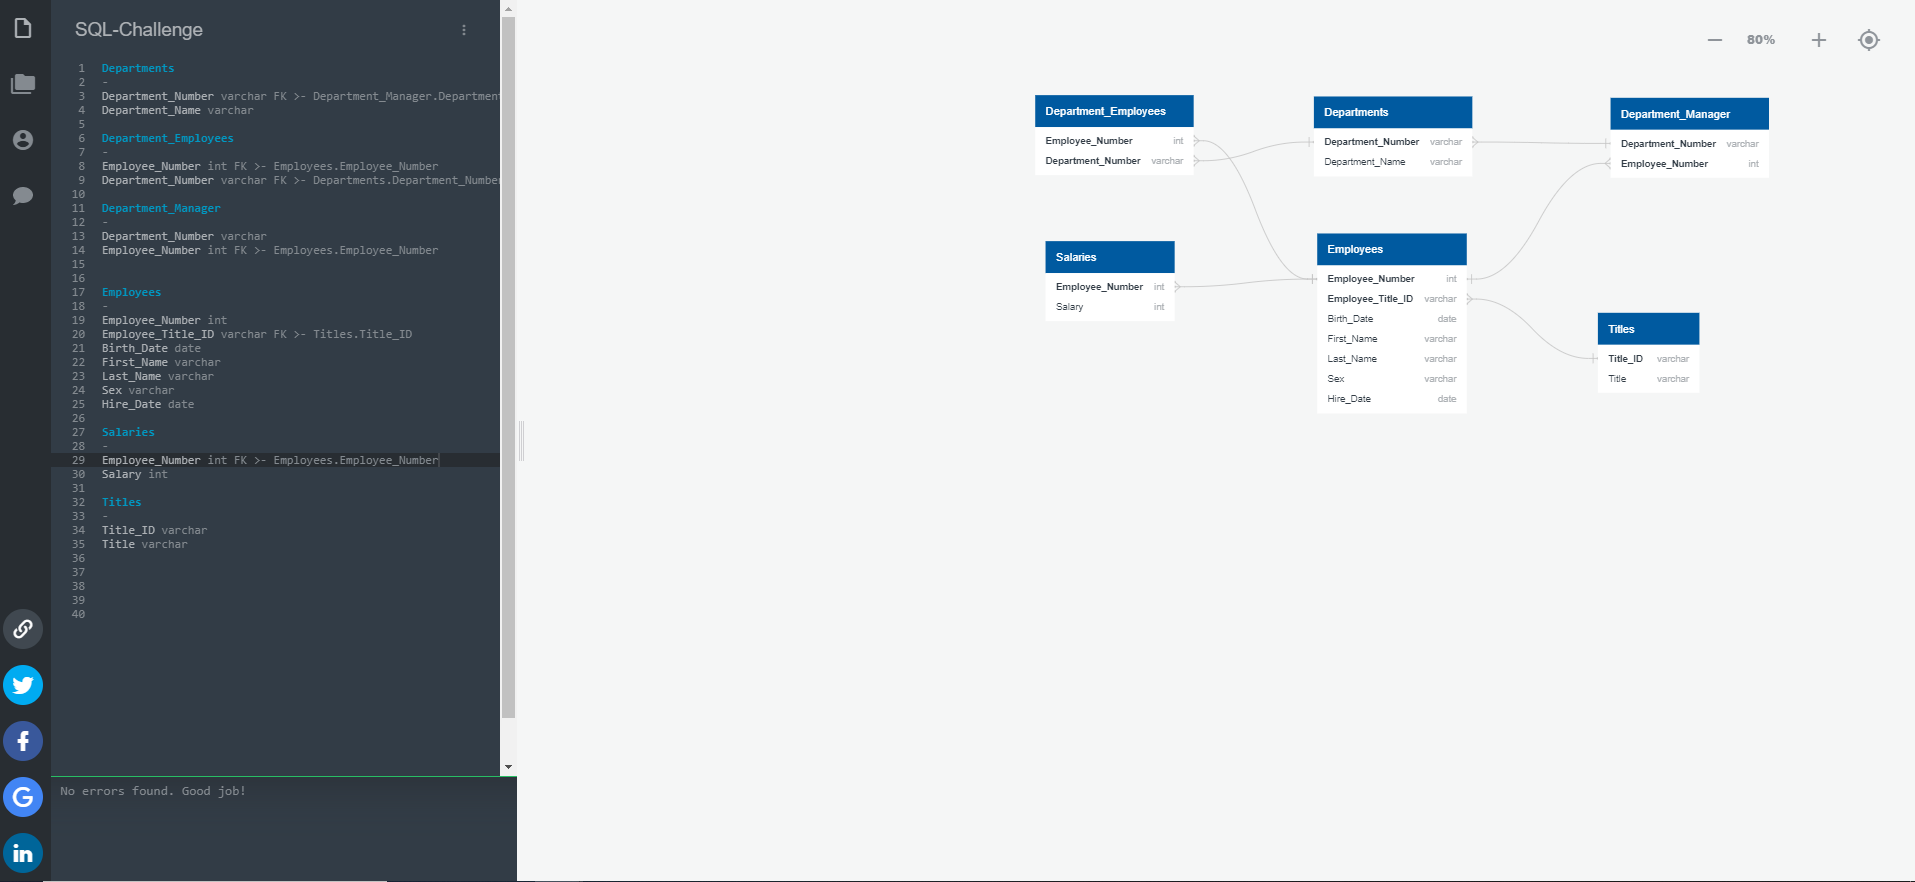 SQL-Challenge
1 Departments
2 -
3 Department_Number varchar FK >- Department_Manager.Department
4 Department_Name varchar
5
6 Department_Employees
7 -
8 Employee_Number int FK >- Employees.Employee_Number
9 Department_Number varchar FK >- Departments.Department_Number
10
11 Department_Manager
12 -
13 Department_Number varchar
14 Employee_Number int FK >- Employees.Employee_Number
15
16
17 Employees
18 -
19 Employee_Number int
20 Employee_Title_ID varchar FK >- Titles.Title_ID
21 Birth_Date date
22 First_Name varchar
23 Last_Name varchar
24 Sex varchar
25 Hire_Date date
26
27 Salaries
28 -
29 Employee_Number int FK >- Employees.Employee_Number
30 Salary int
31
32 Titles
33 -
34 Title_ID varchar
35 Title varchar
36
37
38
39
40
No errors found. Good job!
80%
Department_Employees
Employee_Number int
Department_Number varchar
Departments
Department_Number varchar
Department_Name varchar
Department_Manager
Department_Number varchar
Employee_Number int
Salaries
Employee_Number int
Salary int
Employees
Employee_Number int
Employee_Title_ID varchar
Birth_Date date
First_Name varchar
Last_Name varchar
Sex varchar
Hire_Date date
Titles
Title_ID varchar
Title varchar